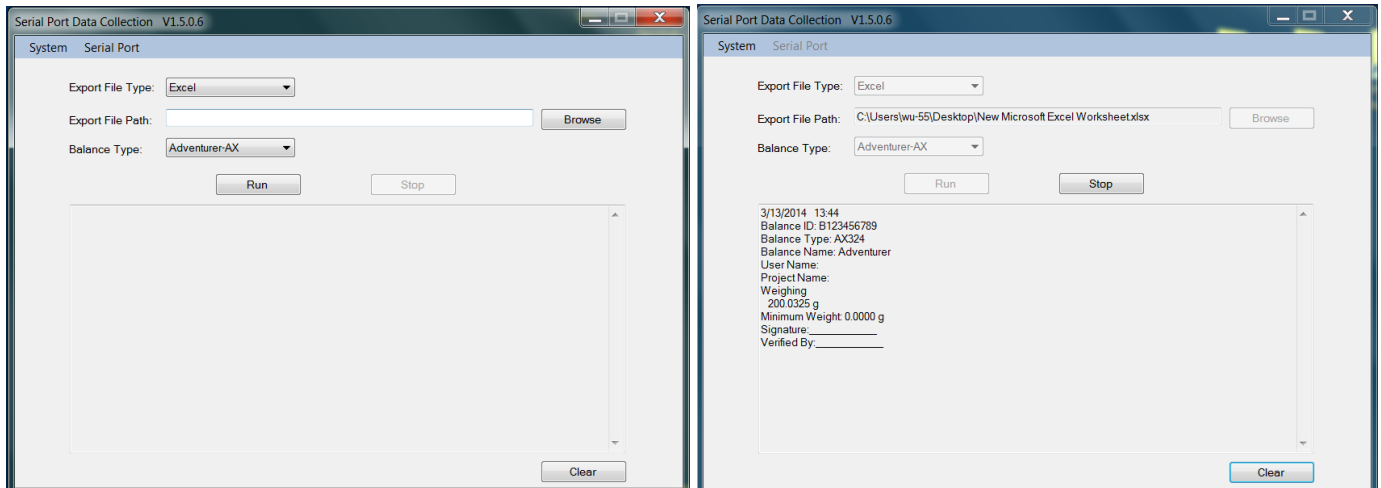 Serial Port Data Collection V1.5.0.6
System Serial Port
Export File Type: Excel
Export File Path: Browse
Balance Type: Adventurer-AX
Run Stop
Clear
Serial Port Data Collection V1.5.0.6
System Serial Port
Export File Type: Excel
Export File Path: C:\Users\wu-55\Desktop\New Microsoft Excel Worksheet.xlsx Browse
Balance Type: Adventurer-AX
Run Stop
3/13/2014 13:44
Balance ID: B123456789
Balance Type: AX324
Balance Name: Adventurer
User Name:
Project Name:
Weighing
200.0325 g
Minimum Weight: 0.0000 g
Signature:____________
Verified By:____________
Clear